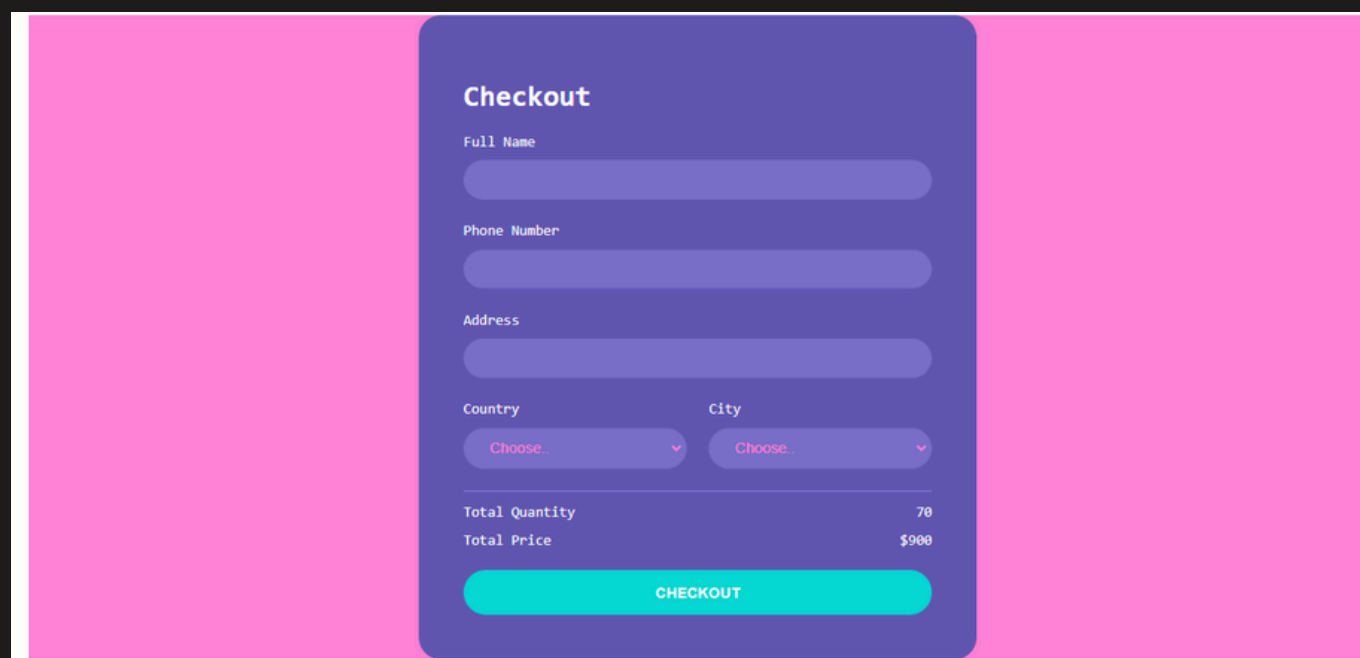 Checkout
Full Name
Phone Number
Address
Country City
Choose.. Choose..
Total Quantity 70
Total Price $900
CHECKOUT